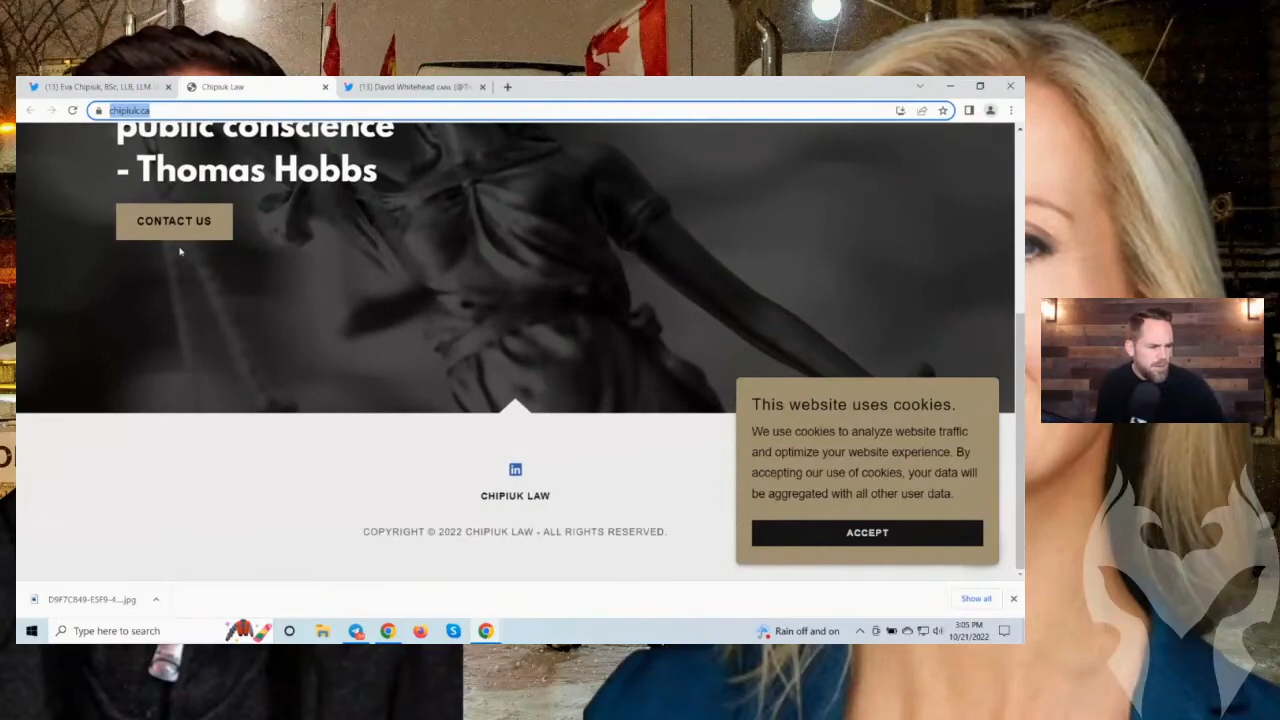 (13) Eva Chipiuk, BSc, LLB, LLM
Chipiuk Law
(13) David Whitehead
chipiuk.ca
public conscience
- Thomas Hobbs
CONTACT US
This website uses cookies.
We use cookies to analyze website traffic
and optimize your website experience. By
accepting our use of cookies, your data will
be aggregated with all other user data.
ACCEPT
CHIPIUK LAW
COPYRIGHT © 2022 CHIPIUK LAW - ALL RIGHTS RESERVED.
D9F7C849-E5F9-4....jpg
Show all
Type here to search
Rain off and on
3:05 PM
10/21/2022